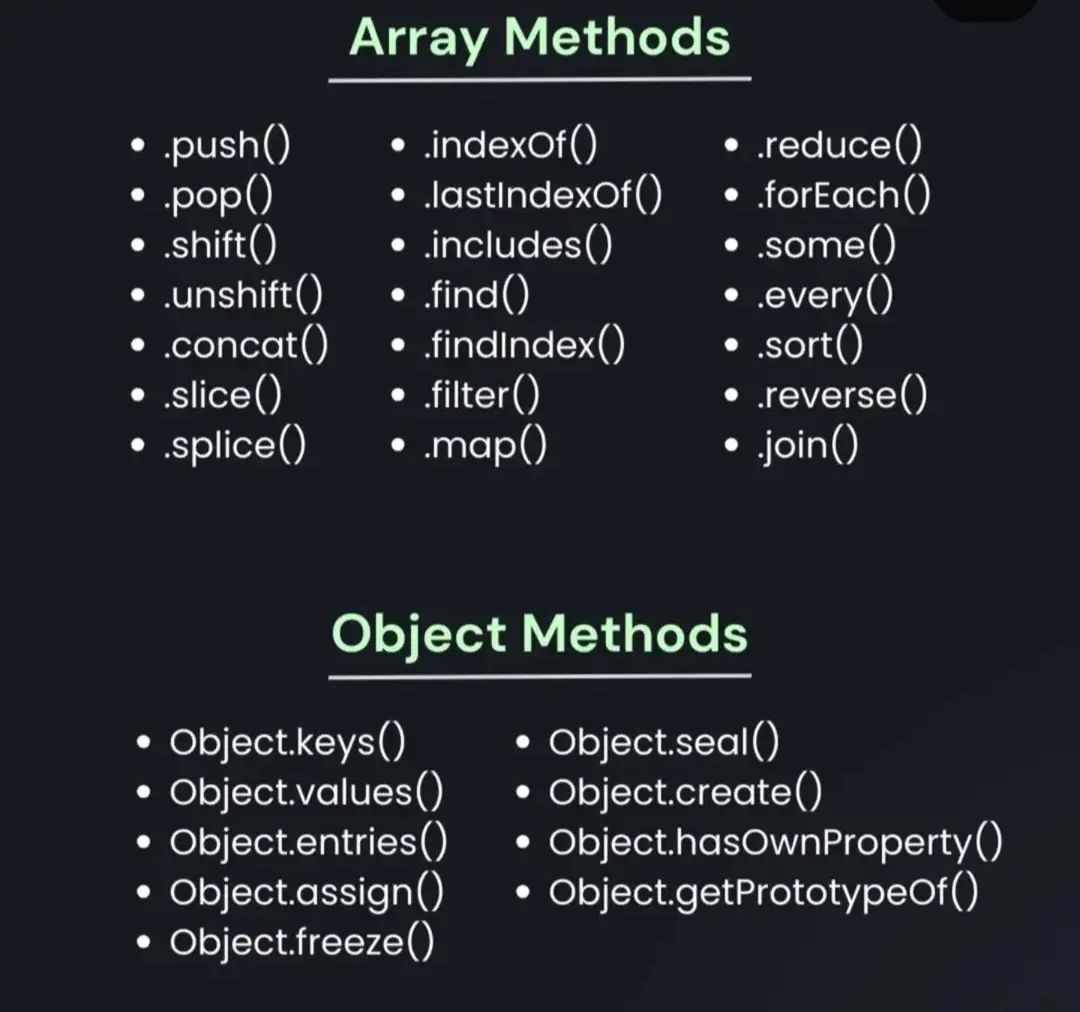 Array Methods
• .push()
• .pop()
• .shift()
• .unshift()
• .concat()
• .slice()
• .splice()
• .indexOf()
• .lastIndexOf()
• .includes()
• .find()
• .findIndex()
• .filter()
• .map()
• .reduce()
• .forEach()
• .some()
• .every()
• .sort()
• .reverse()
• .join()
Object Methods
• Object.keys()
• Object.values()
• Object.entries()
• Object.assign()
• Object.freeze()
• Object.seal()
• Object.create()
• Object.hasOwnProperty()
• Object.getPrototypeOf()